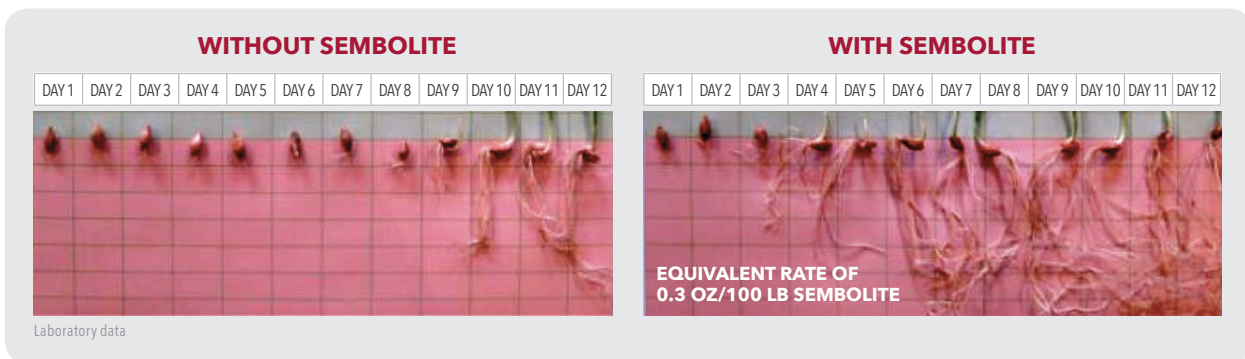 WITHOUT SEMBOLITE
DAY 1 DAY 2 DAY 3 DAY 4 DAY 5 DAY 6 DAY 7 DAY 8 DAY 9 DAY 10 DAY 11 DAY 12
Laboratory data
WITH SEMBOLITE
DAY 1 DAY 2 DAY 3 DAY 4 DAY 5 DAY 6 DAY 7 DAY 8 DAY 9 DAY 10 DAY 11 DAY 12
EQUIVALENT RATE OF
0.3 OZ/100 LB SEMBOLITE